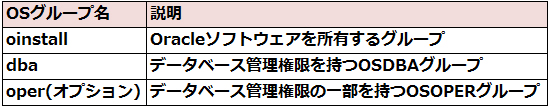 OSグループ名 説明
oinstall Oracleソフトウェアを所有するグループ
dba データベース管理権限を持つOSDBAグループ
oper(オプション) データベース管理権限の一部を持つOSOPERグループ